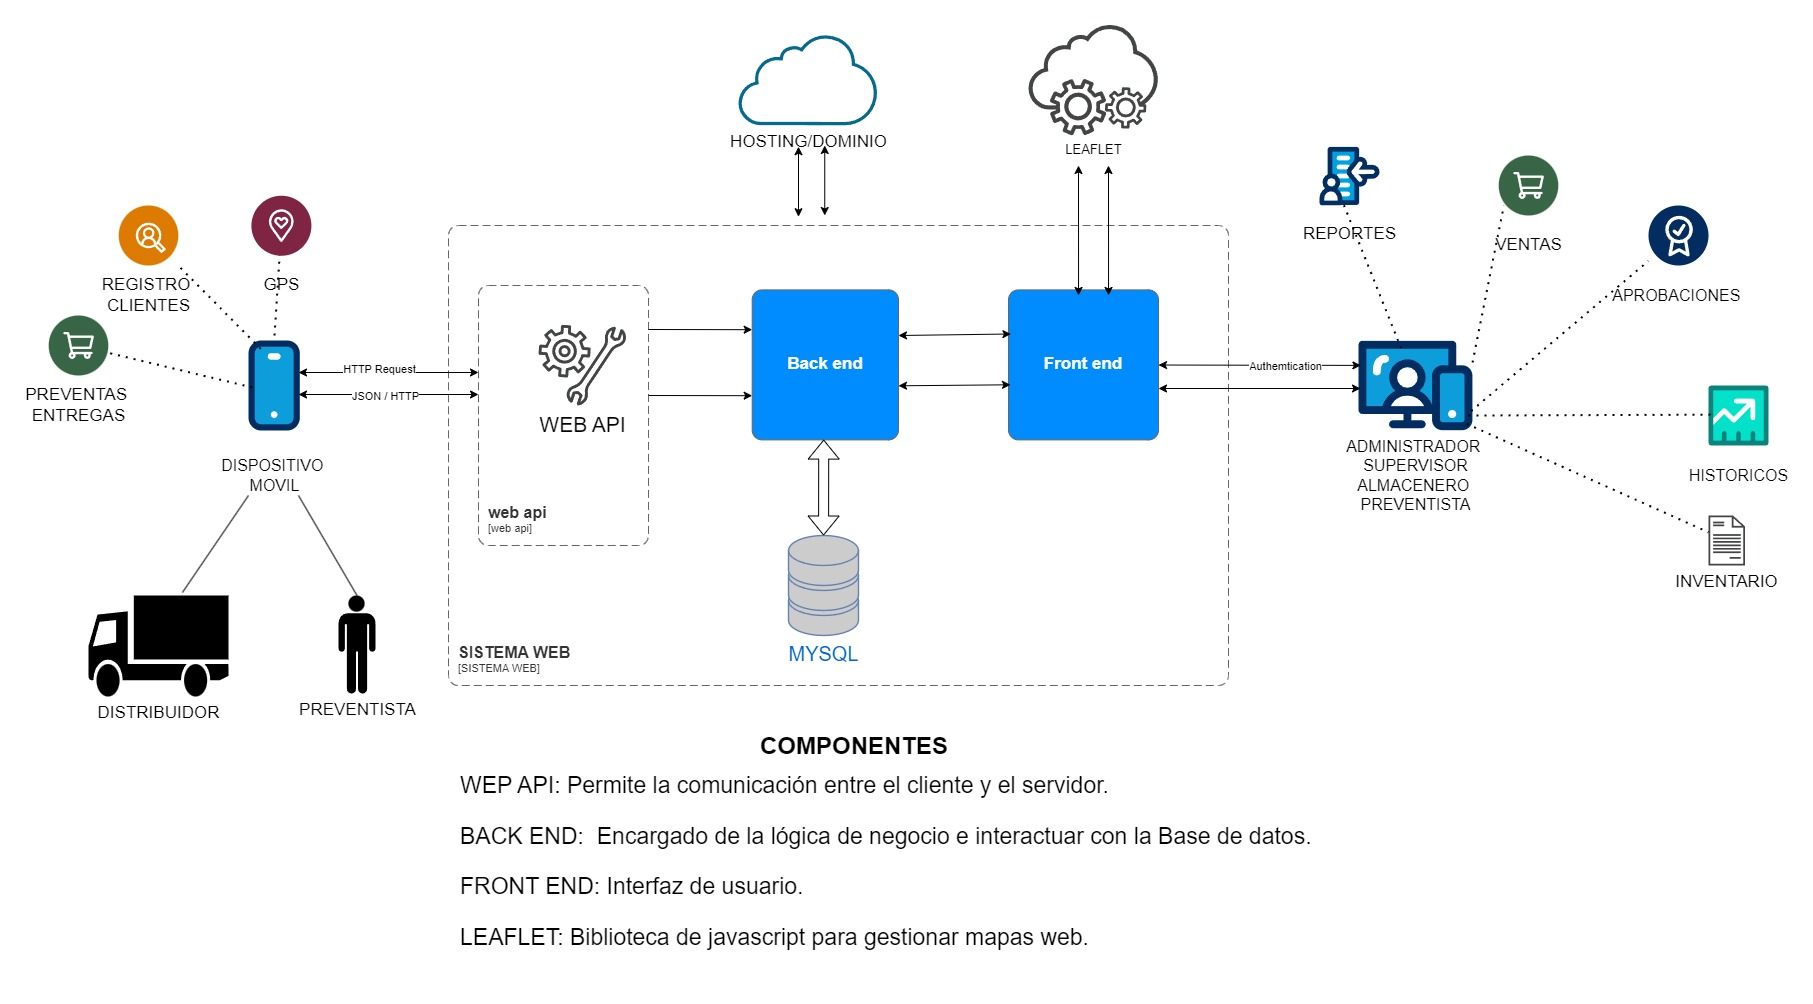 HOSTING/DOMINIO
LEAFLET
REPORTES
VENTAS
APROBACIONES
REGISTRO
CLIENTES
GPS
PREVENTAS
ENTREGAS
HTTP Request
JSON / HTTP
WEB API
web api
[web api]
Back end
Front end
Authemtication
ADMINISTRADOR
SUPERVISOR
ALMACENERO
PREVENTISTA
HISTORICOS
INVENTARIO
DISPOSITIVO
MOVIL
MYSQL
SISTEMA WEB
[SISTEMA WEB]
DISTRIBUIDOR
PREVENTISTA
COMPONENTES
WEP API: Permite la comunicación entre el cliente y el servidor.
BACK END:  Encargado de la lógica de negocio e interactuar con la Base de datos.
FRONT END: Interfaz de usuario.
LEAFLET: Biblioteca de javascript para gestionar mapas web.